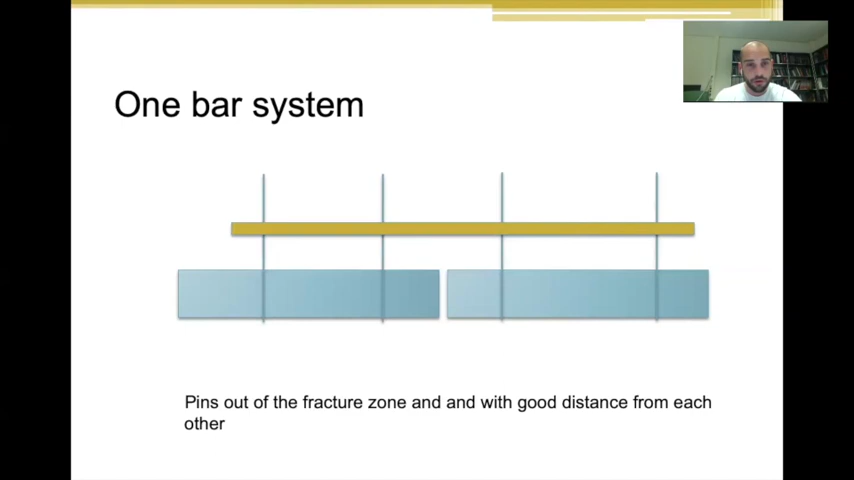 One bar system
Pins out of the fracture zone and and with good distance from each
other